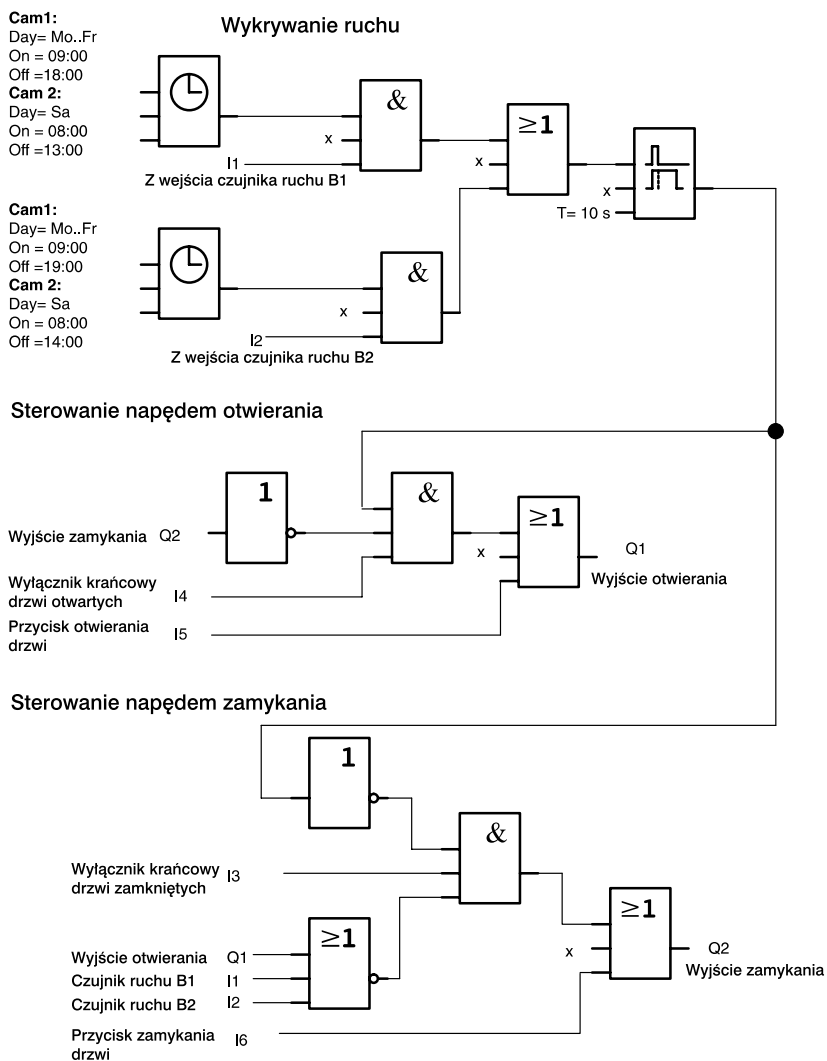 Cam1:
Day= Mo..Fr
On = 09:00
Off =18:00
Cam 2:
Day= Sa
On = 08:00
Off =13:00
Wykrywanie ruchu
&
x
I1
Z wejścia czujnika ruchu B1
≥1
x
x
T= 10 s
Cam1:
Day= Mo..Fr
On = 09:00
Off =19:00
Cam 2:
Day= Sa
On = 08:00
Off =14:00
&
x
I2
Z wejścia czujnika ruchu B2
Sterowanie napędem otwierania
1
&
≥1
Wyjście zamykania Q2
x
Q1
Wyjście otwierania
Wyłącznik krańcowy
drzwi otwartych I4
Przycisk otwierania
drzwi I5
Sterowanie napędem zamykania
1
&
Wyłącznik krańcowy
drzwi zamkniętych I3
≥1
≥1
Wyjście otwierania Q1
Czujnik ruchu B1 I1
Czujnik ruchu B2 I2
x
Q2
Wyjście zamykania
Przycisk zamykania
drzwi I6